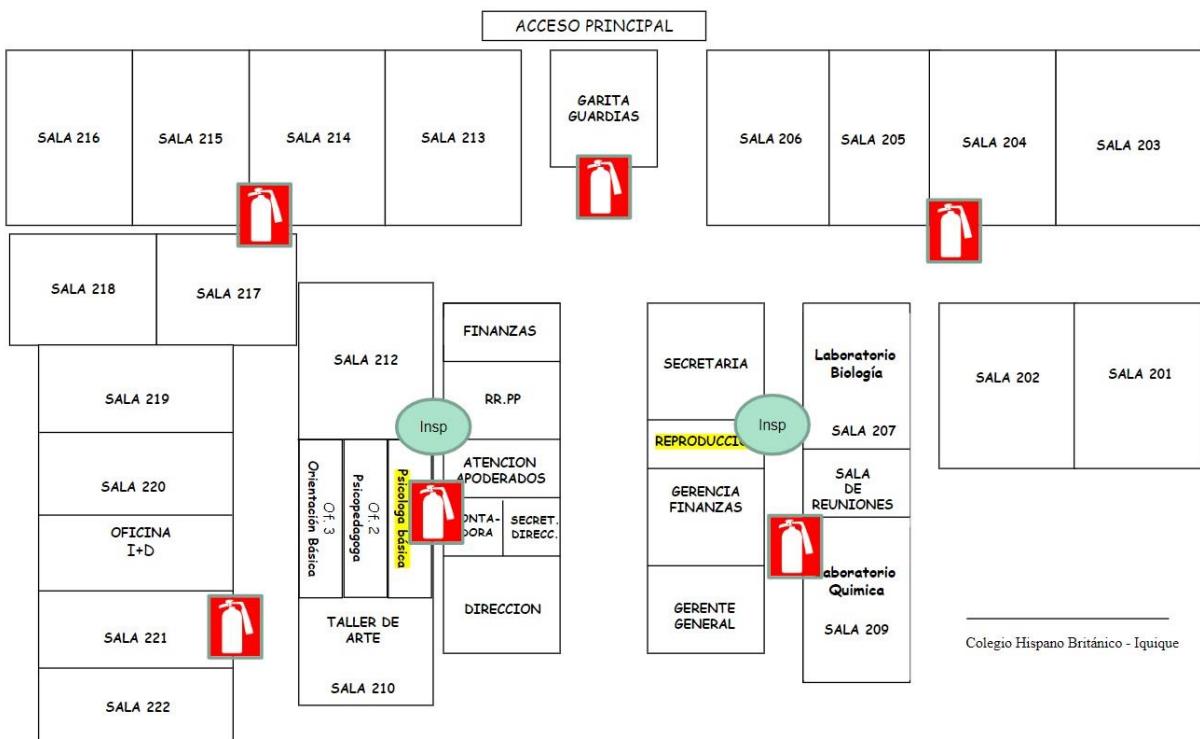 ACCESO PRINCIPAL
SALA 216
SALA 215
SALA 214
SALA 213
GARITA
GUARDIAS
SALA 206
SALA 205
SALA 204
SALA 203
SALA 218
SALA 217
SALA 219
SALA 220
OFICINA
I+D
SALA 221
SALA 222
SALA 212
Orientación Básica
Of. 3
Psicopedagoga
Of. 2
Psicologa básica
TALLER DE
ARTE
SALA 210
FINANZAS
RR.PP
Insp
ATENCION
APODERADOS
SECRET.
DIRECC.
DIRECCION
SECRETARIA
GERENCIA
FINANZAS
GERENTE
GENERAL
Insp
Laboratorio
Biología
SALA 207
SALA
DE
REUNIONES
Laboratorio
Quimica
SALA 209
SALA 202
SALA 201
Colegio Hispano Británico - Iquique